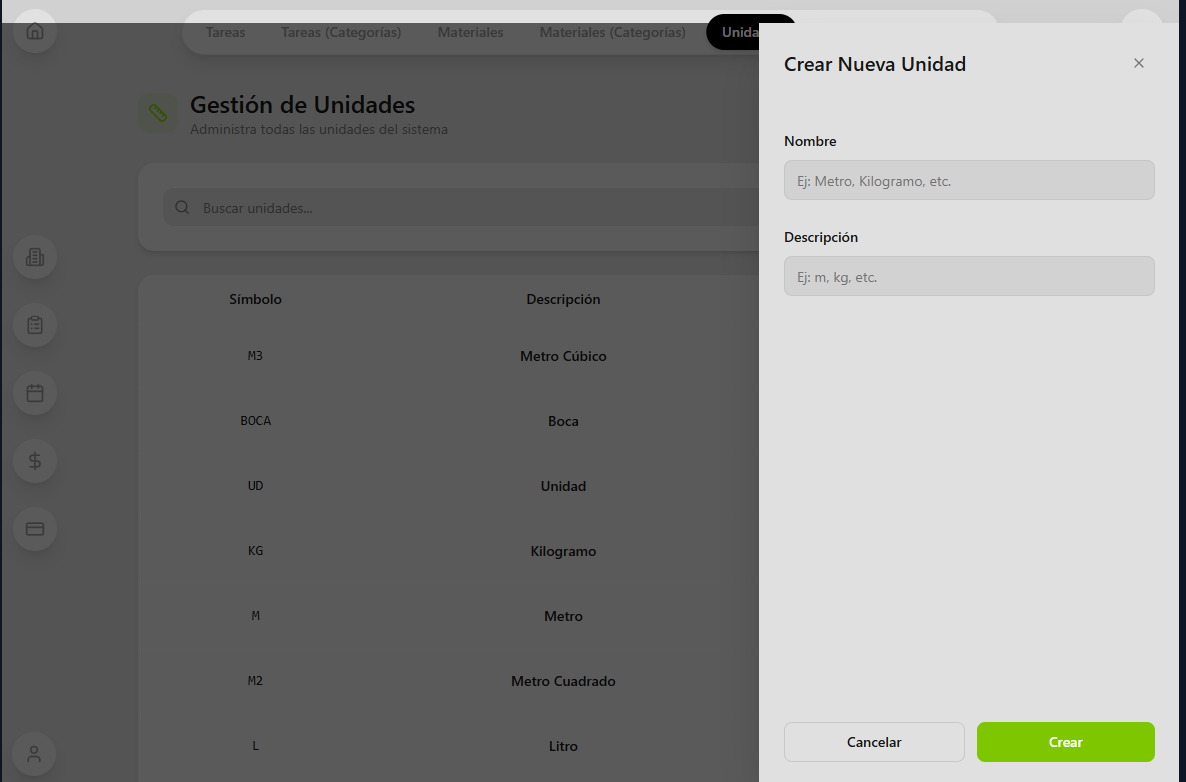 Tareas
Tareas (Categorías)
Materiales
Materiales (Categorías)
Gestión de Unidades
Administra todas las unidades del sistema
Buscar unidades...
Símbolo Descripción
M3 Metro Cúbico
BOCA Boca
UD Unidad
KG Kilogramo
M Metro
M2 Metro Cuadrado
L Litro
Crear Nueva Unidad
Nombre
Ej: Metro, Kilogramo, etc.
Descripción
Ej: m, kg, etc.
Cancelar
Crear